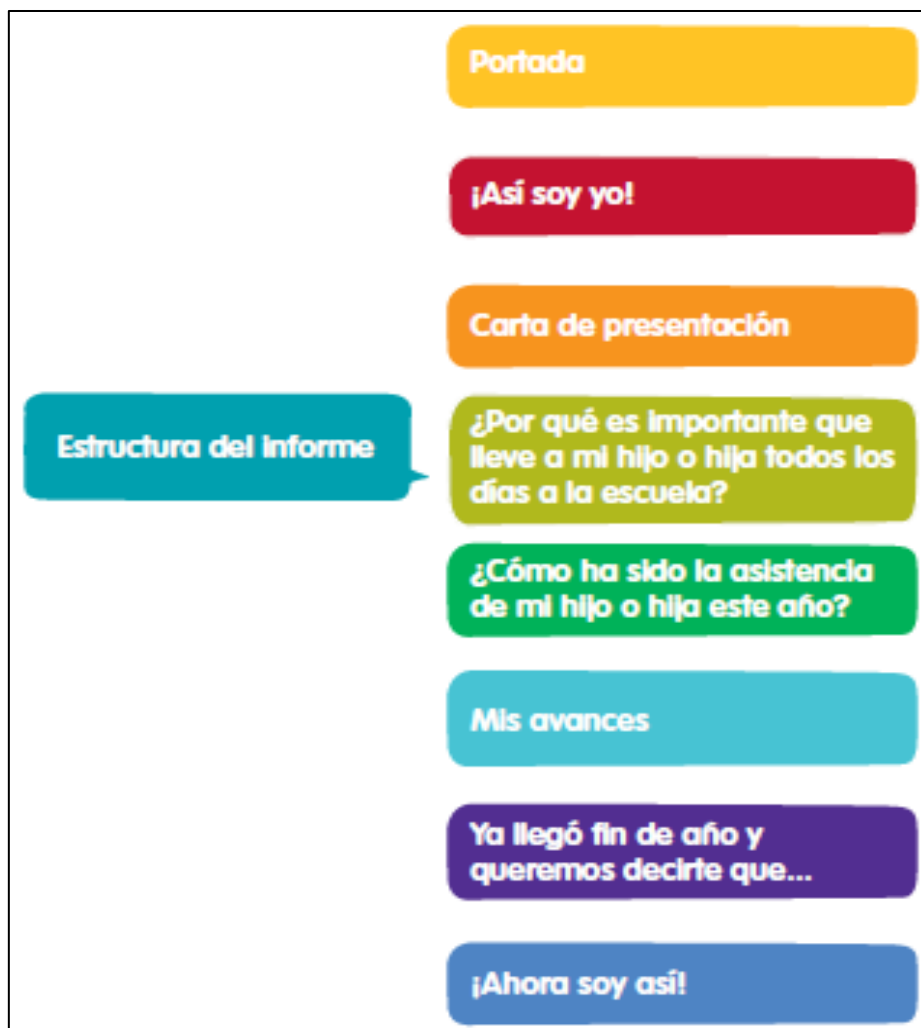 Portada
¡Así soy yo!
Carta de presentación
Estructura del informe
¿Por qué es importante que
lleve a mi hijo o hija todos los
días a la escuela?
¿Cómo ha sido la asistencia
de mi hijo o hija este año?
Mis avances
Ya llegó fin de año y
queremos decirte que...
¡Ahora soy así!